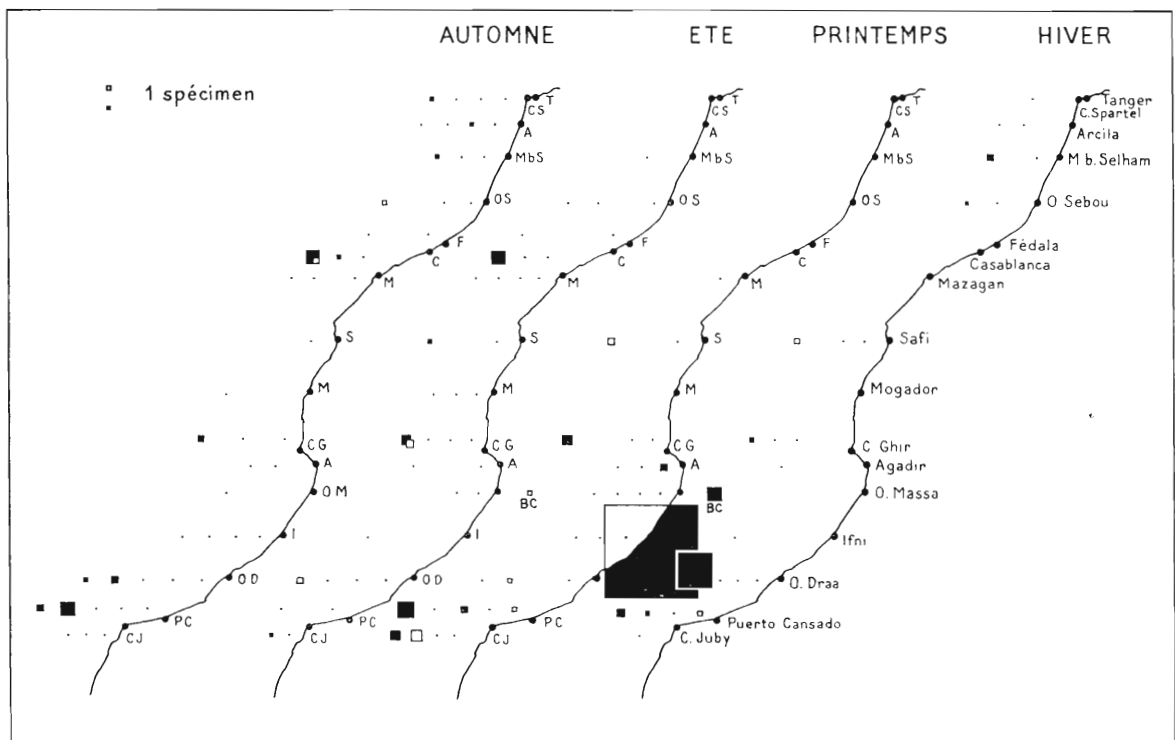 AUTOMNE ETE PRINTEMPS HIVER
1 spécimen
T T T Tanger
CS CS CS C. Spartel
A A A Arcila
MbS MbS MbS M b. Selham
OS OS OS O Sebou
F F F Fédala
C C C Casablanca
M M M Mazagan
S S S Safi
M M M Mogador
CG CG CG C Ghir
A A A Agadir
OM BC BC O. Massa
I I Ifni
OD OD O. Draa
PC PC PC Puerto Cansado
CJ CJ CJ C. Juby